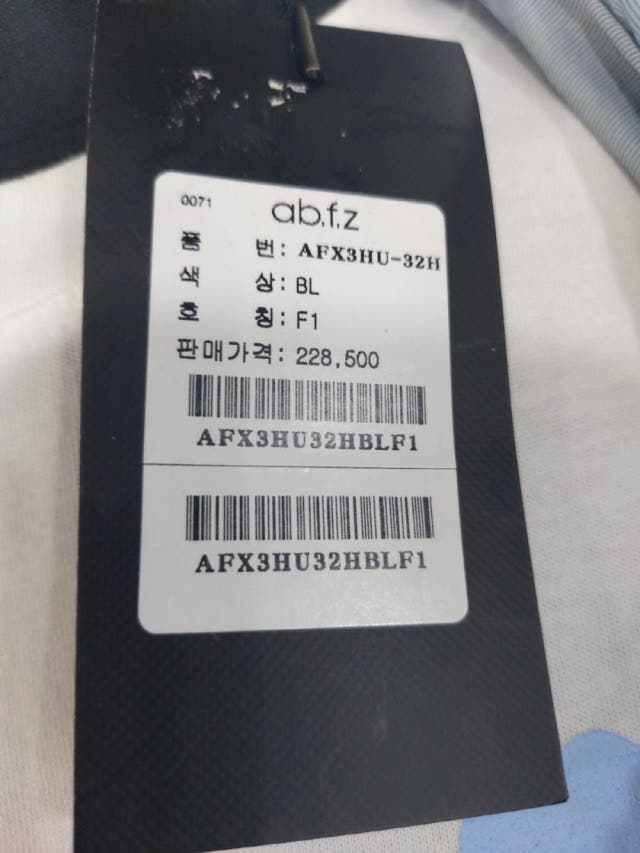 0071
ab.f.z
품 번: AFX3HU-32H
색 상: BL
호 칭: F1
판매가격: 228,500
AFX3HU32HBLF1
AFX3HU32HBLF1